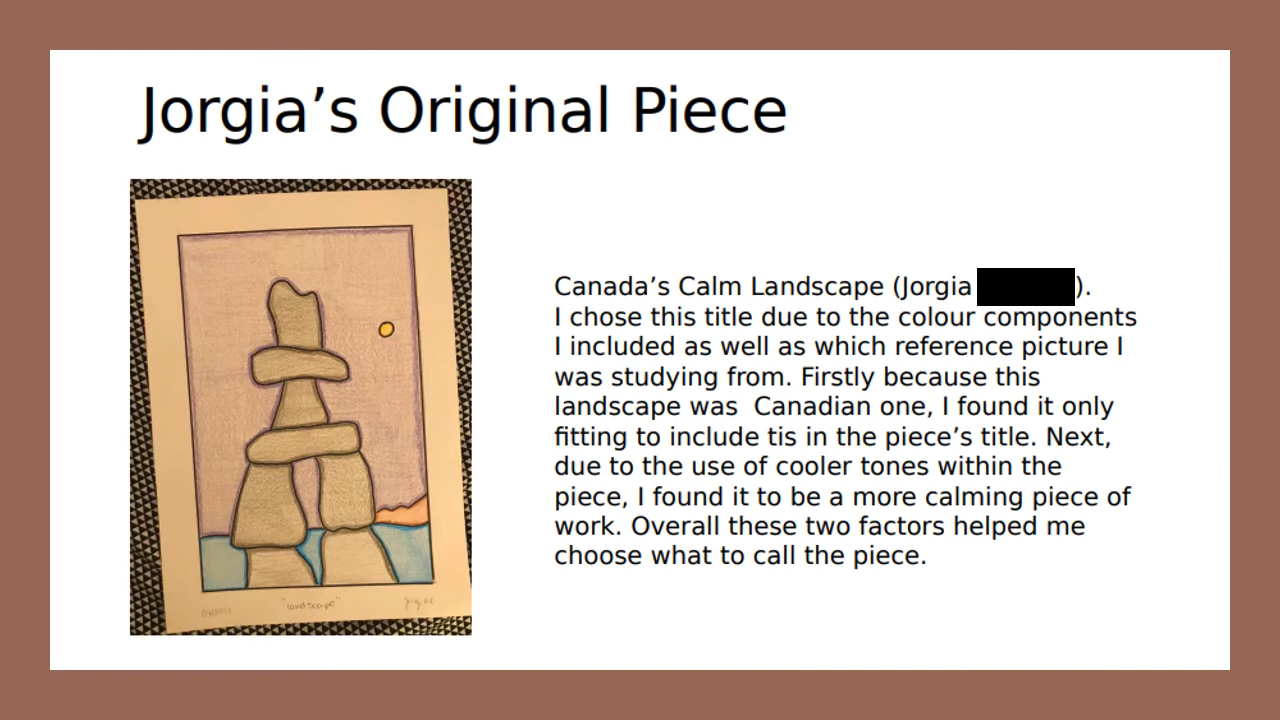 Jorgia’s Original Piece
Canada’s Calm Landscape (Jorgia ).
I chose this title due to the colour components
I included as well as which reference picture I
was studying from. Firstly because this
landscape was  Canadian one, I found it only
fitting to include tis in the piece’s title. Next,
due to the use of cooler tones within the
piece, I found it to be a more calming piece of
work. Overall these two factors helped me
choose what to call the piece.
"landscape"